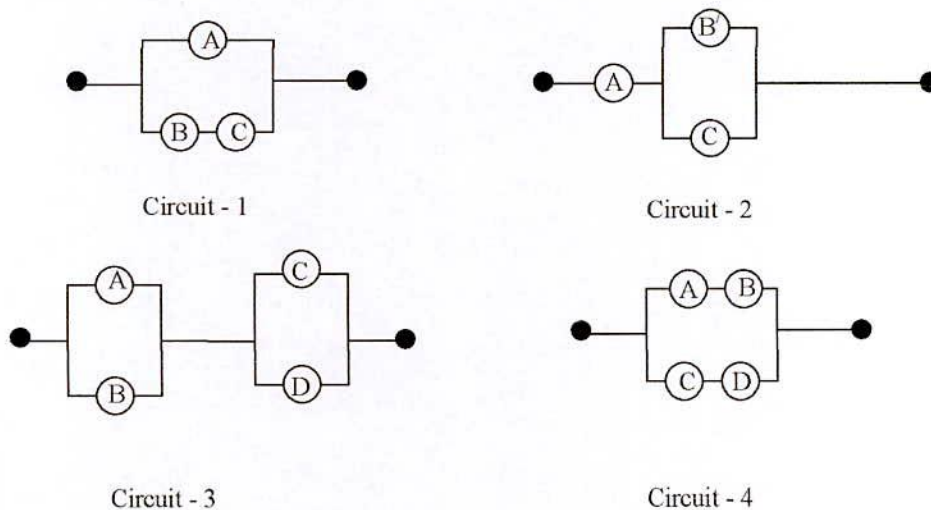 A
B C
Circuit - 1
B'
A
C
Circuit - 2
A
B
C
D
Circuit - 3
A B
C D
Circuit - 4